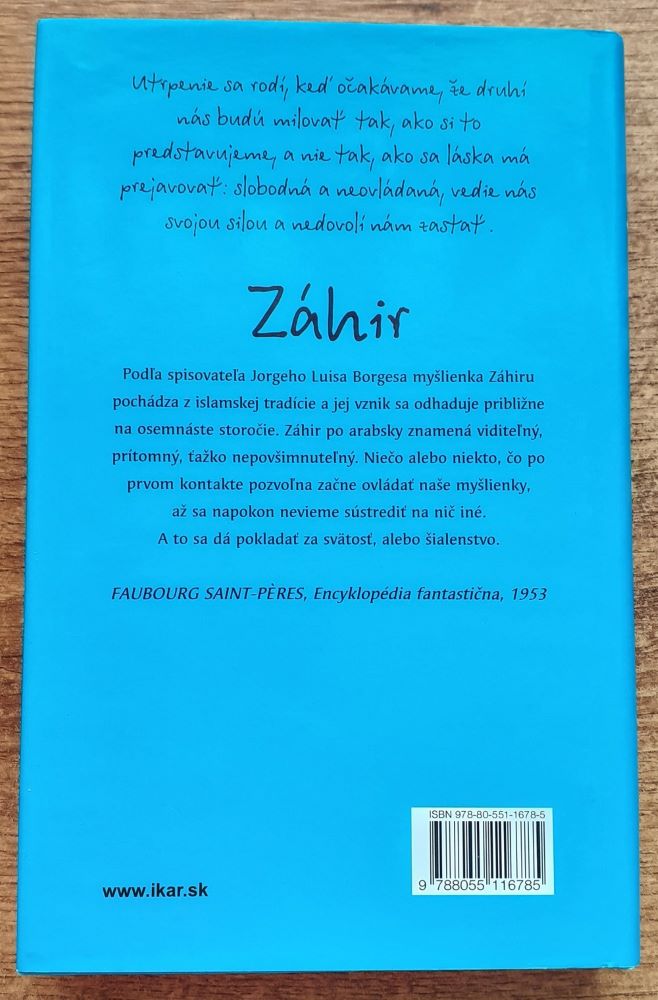 Utrpenie sa rodí, keď očakávame, že druhí
nás budú milovať tak, ako si to
predstavujeme, a nie tak, ako sa láska má
prejavovať: slobodná a neovládaná, vedie nás
svojou silou a nedovolí nám zastať.
Záhir
Podľa spisovateľa Jorgeho Luisa Borgesa myšlienka Záhiru
pochádza z islamskej tradície a jej vznik sa odhaduje približne
na osemnáste storočie. Záhir po arabsky znamená viditeľný,
prítomný, ťažko nepovšimnuteľný. Niečo alebo niekto, čo po
prvom kontakte pozvoľna začne ovládať naše myšlienky,
až sa napokon nevieme sústrediť na nič iné.
A to sa dá pokladať za svätosť, alebo šialenstvo.
FAUBOURG SAINT-PÈRES, Encyklopédia fantastična, 1953
ISBN 978-80-551-1678-5
9 788055 116785
www.ikar.sk